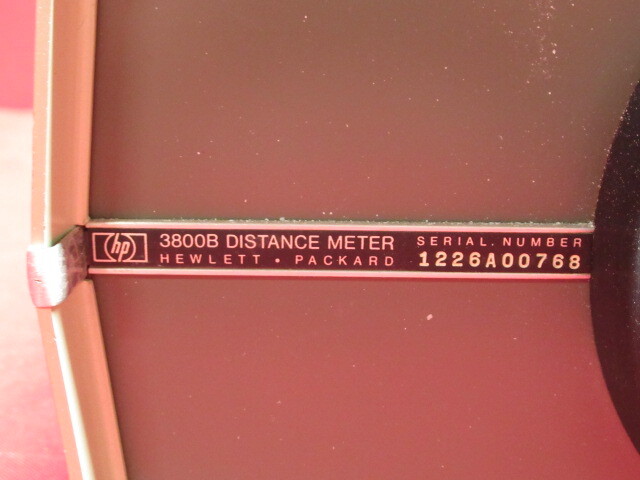 hp
3800B DISTANCE METER
HEWLETT • PACKARD
SERIAL. NUMBER
1226A00768